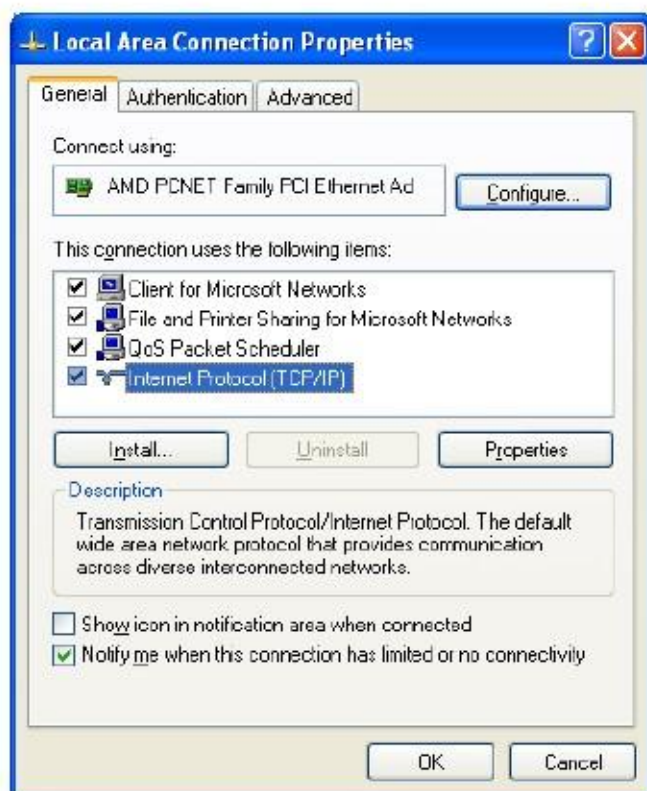 Local Area Connection Properties
General Authentication Advanced
Connect using:
AMD PCNET Family PCI Ethernet Ad
Configure...
This connection uses the following items:
Client for Microsoft Networks
File and Printer Sharing for Microsoft Networks
QoS Packet Scheduler
Internet Protocol (TCP/IP)
Install... Uninstall Properties
Description
Transmission Control Protocol/Internet Protocol. The default
wide area network protocol that provides communication
across diverse interconnected networks.
Show icon in notification area when connected
Notify me when this connection has limited or no connectivity
OK Cancel